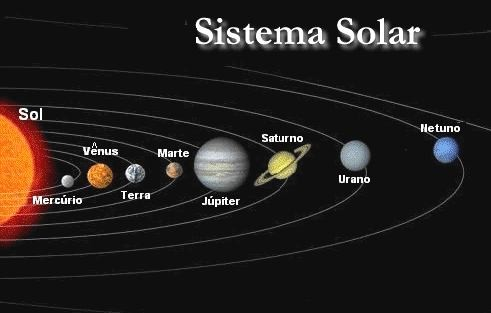 Sistema Solar
Sol
Mercúrio
Vênus
Terra
Marte
Júpiter
Saturno
Urano
Netuno